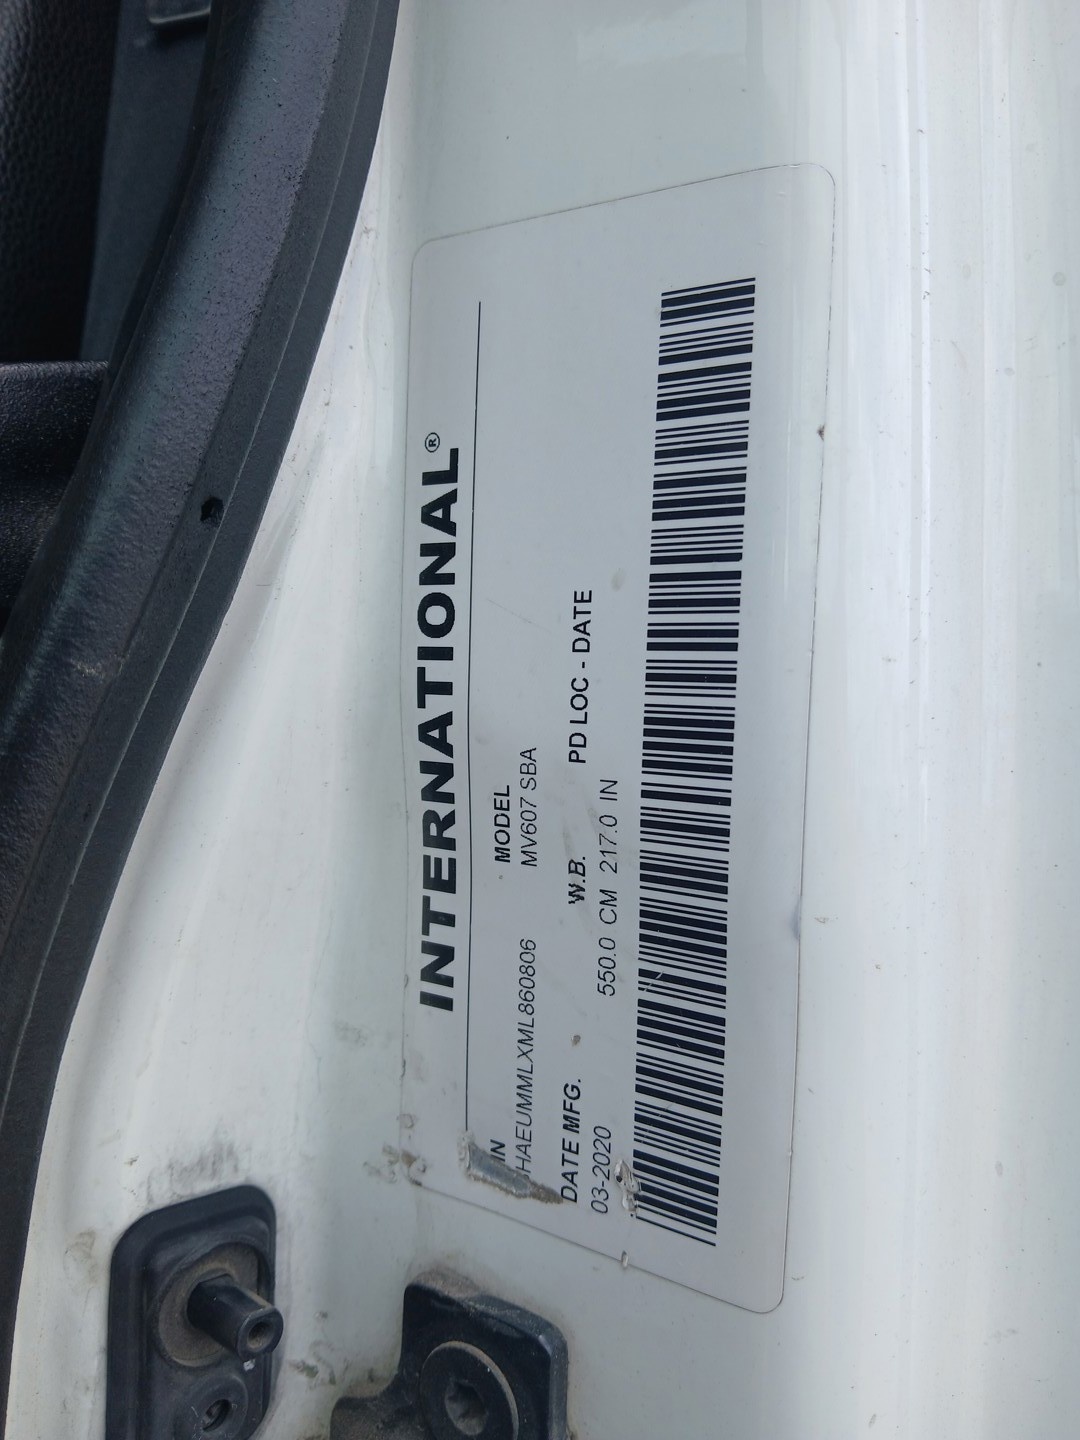 INTERNATIONAL®
IN MODEL
HAEUMMLXML860806 MV607 SBA
DATE MFG. W.B. PD LOC - DATE
03-2020 550.0 CM 217.0 IN